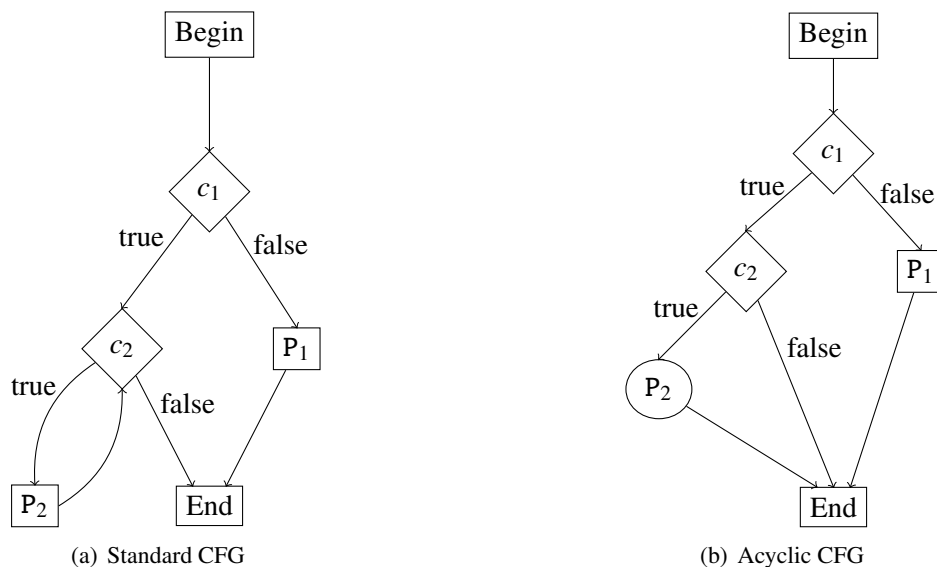 Begin
c1
true
false
c2
P1
true
false
P2
End
(a) Standard CFG
Begin
c1
true
false
c2
P1
true
false
P2
End
(b) Acyclic CFG